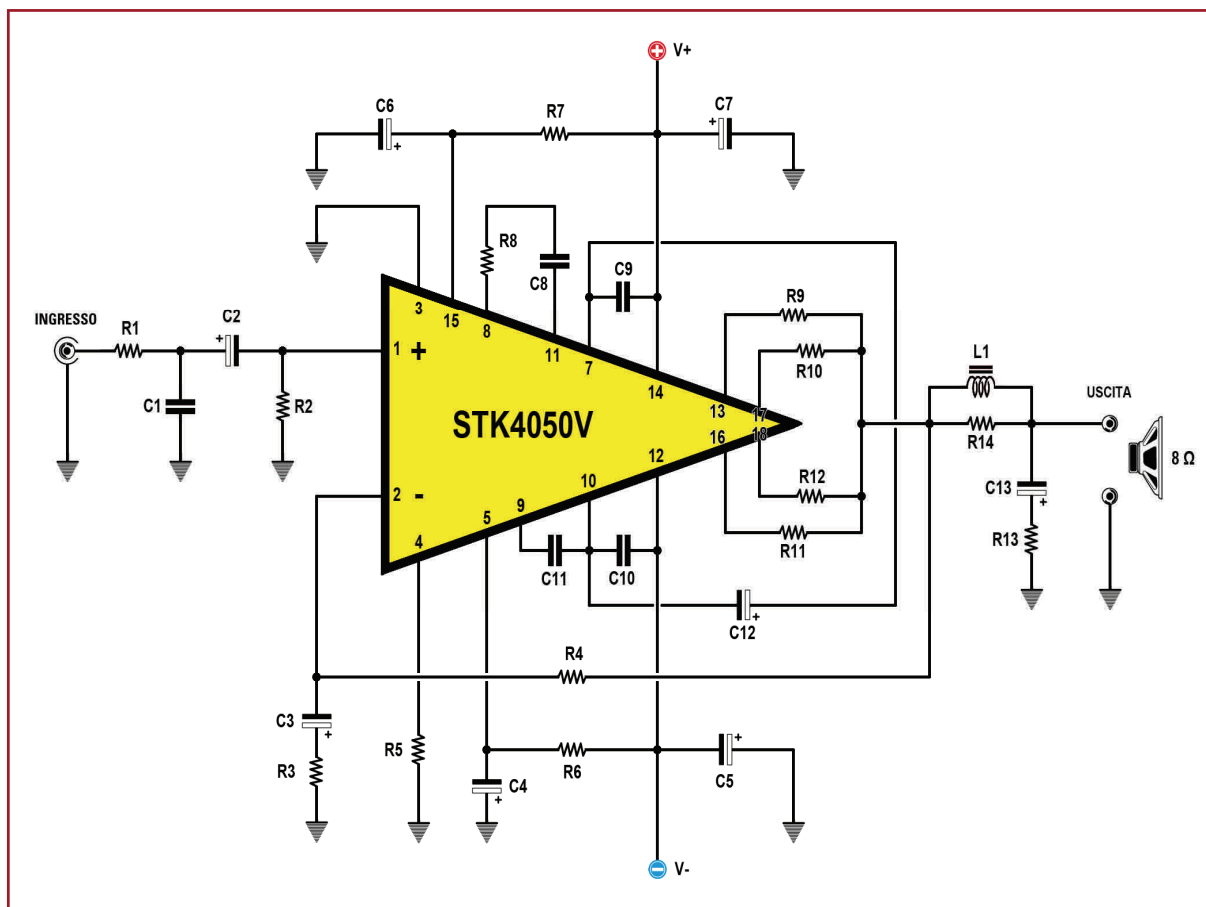 V+
C6
R7
C7
+
+
R8
C8
C9
3
15
8
11
7
14
INGRESSO
R1
C2
+
1
+
C1
R2
STK4050V
13
17
16
18
R9
R10
R12
R11
L1
R14
USCITA
8 Ω
C13
+
R13
2
-
4
5
9
10
12
C11
C10
C12
+
R4
C3
+
R3
R5
R6
C4
+
C5
+
V-